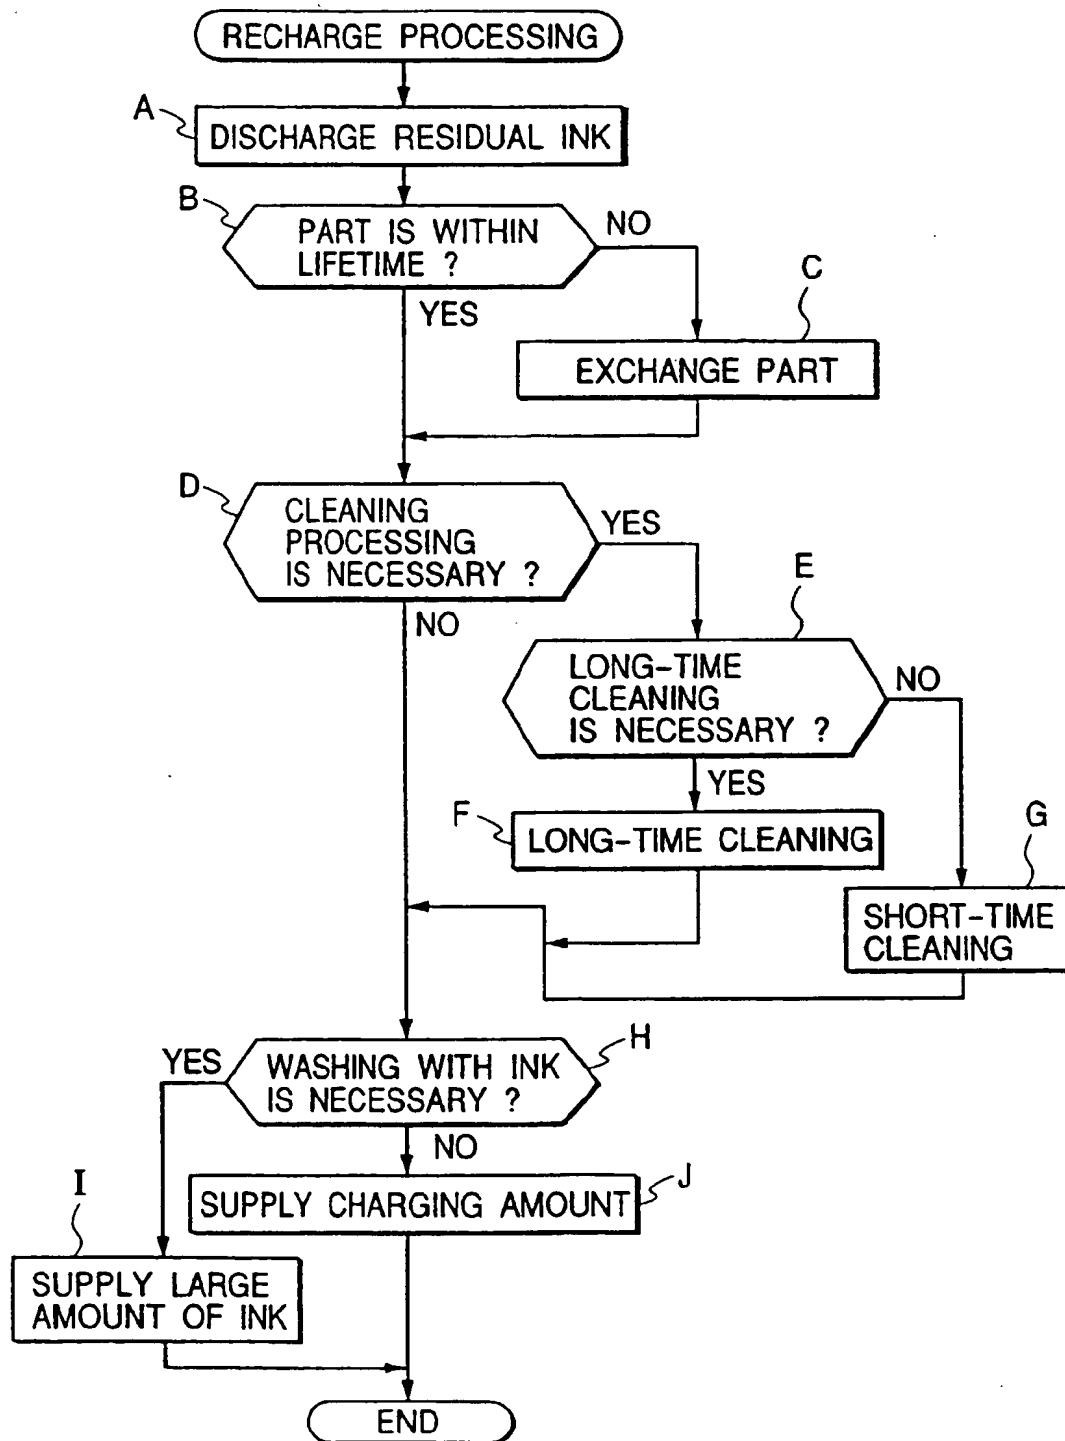 RECHARGE PROCESSING
A
DISCHARGE RESIDUAL INK
B
PART IS WITHIN
LIFETIME ?
NO
YES
C
EXCHANGE PART
D
CLEANING
PROCESSING
IS NECESSARY ?
YES
NO
E
LONG-TIME
CLEANING
IS NECESSARY ?
NO
YES
F
LONG-TIME CLEANING
G
SHORT-TIME
CLEANING
H
WASHING WITH INK
IS NECESSARY ?
YES
NO
I
SUPPLY LARGE
AMOUNT OF INK
J
SUPPLY CHARGING AMOUNT
END